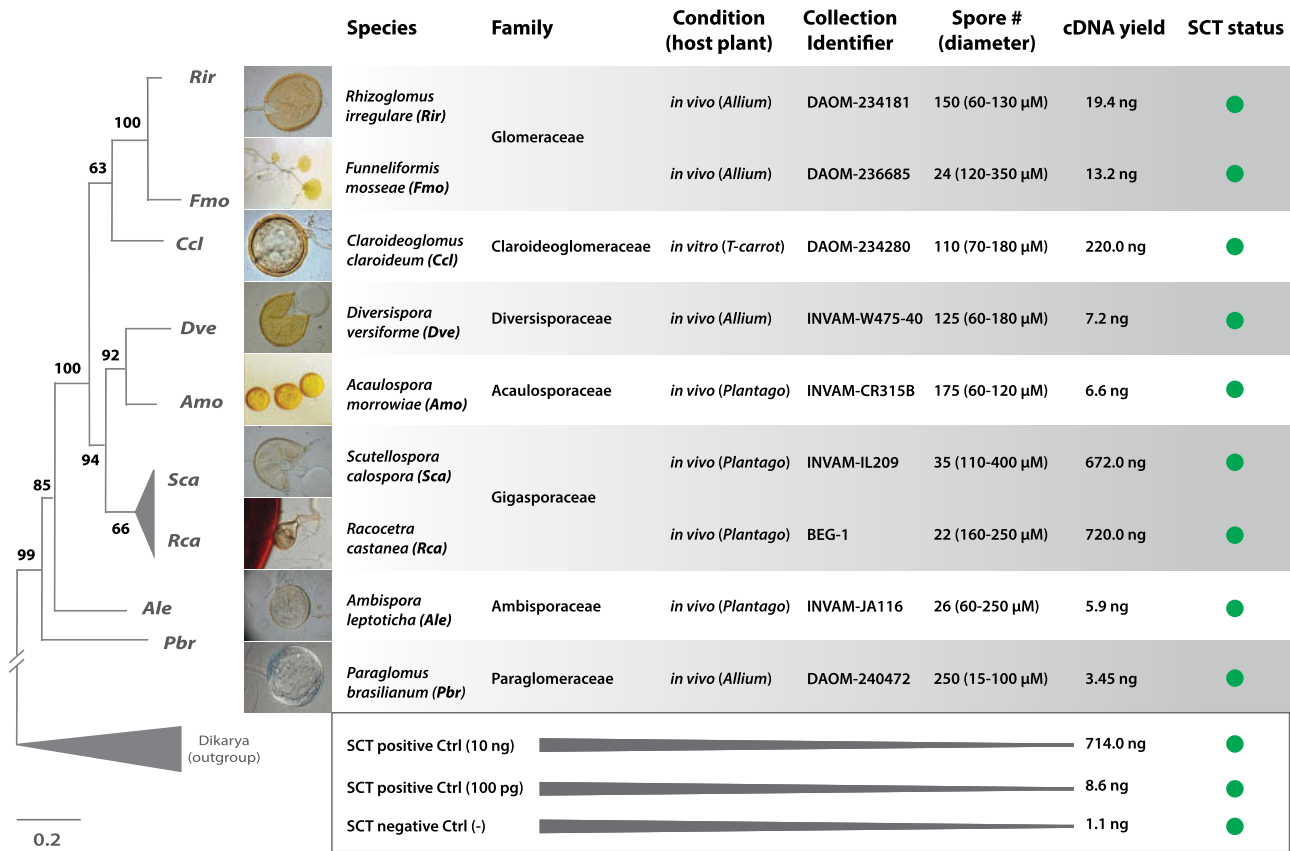 Species
Family
Condition
(host plant)
Collection
Identifier
Spore #
(diameter)
cDNA yield
SCT status
Rir
100
63
Fmo
Ccl
Dve
92
100
Amo
94
Sca
85
66
Rca
99
Ale
Pbr
Dikarya
(outgroup)
0.2
Rhizoglomus
irregulare (Rir)
Glomeraceae
in vivo (Allium)
DAOM-234181
150 (60-130 µM)
19.4 ng
Funneliformis
mosseae (Fmo)
in vivo (Allium)
DAOM-236685
24 (120-350 µM)
13.2 ng
Claroideoglomus
claroideum (Ccl)
Claroideoglomeraceae
in vitro (T-carrot)
DAOM-234280
110 (70-180 µM)
220.0 ng
Diversispora
versiforme (Dve)
Diversisporaceae
in vivo (Allium)
INVAM-W475-40
125 (60-180 µM)
7.2 ng
Acaulospora
morrowiae (Amo)
Acaulosporaceae
in vivo (Plantago)
INVAM-CR315B
175 (60-120 µM)
6.6 ng
Scutellospora
calospora (Sca)
Gigasporaceae
in vivo (Plantago)
INVAM-IL209
35 (110-400 µM)
672.0 ng
Racocetra
castanea (Rca)
in vivo (Plantago)
BEG-1
22 (160-250 µM)
720.0 ng
Ambispora
leptoticha (Ale)
Ambisporaceae
in vivo (Plantago)
INVAM-JA116
26 (60-250 µM)
5.9 ng
Paraglomus
brasilianum (Pbr)
Paraglomeraceae
in vivo (Allium)
DAOM-240472
250 (15-100 µM)
3.45 ng
SCT positive Ctrl (10 ng)
714.0 ng
SCT positive Ctrl (100 pg)
8.6 ng
SCT negative Ctrl (-)
1.1 ng